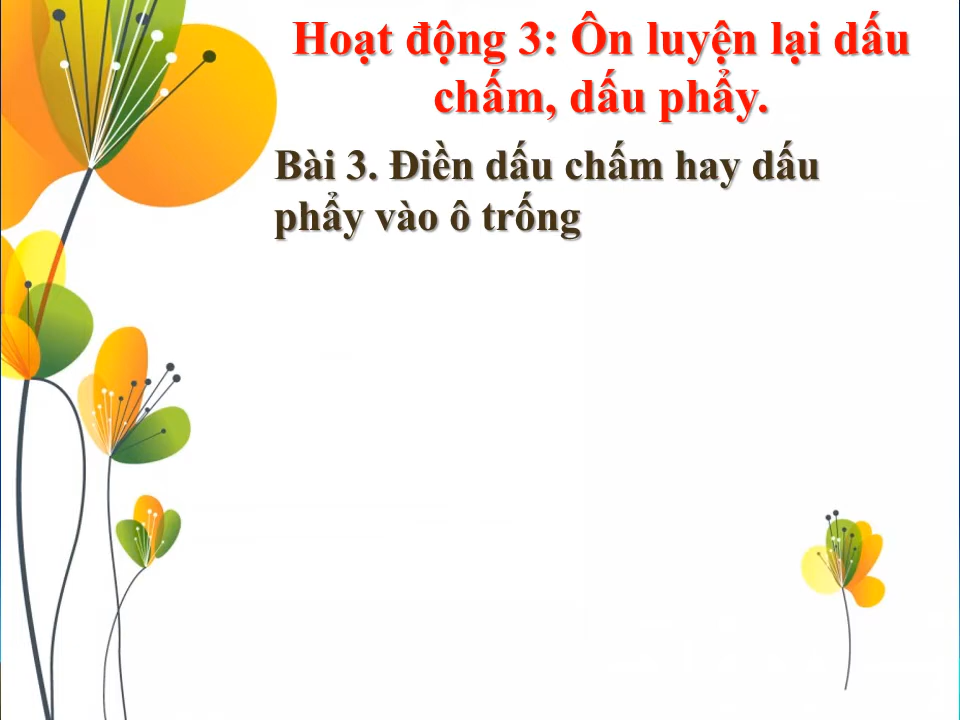 Hoạt động 3: Ôn luyện lại dấu
chấm, dấu phẩy.
Bài 3. Điền dấu chấm hay dấu
phẩy vào ô trống